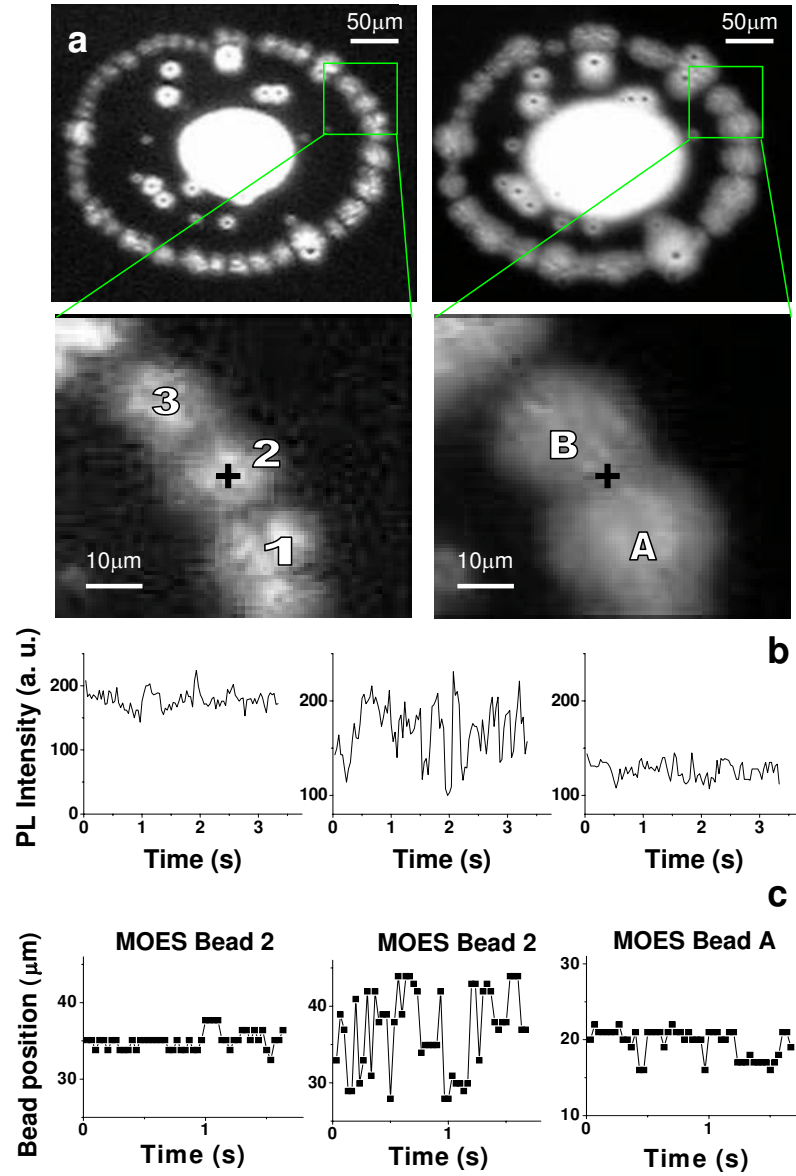 a
50μm
50μm
3
2
1
10μm
B
A
10μm
b
PL Intensity (a. u.)
200
150
0
0 1 2 3
Time (s)
200
100
0 1 2 3
Time (s)
200
100
0 1 2 3
Time (s)
c
Bead position (μm)
MOES Bead 2
40
30
0 1
Time (s)
MOES Bead 2
40
30
0 1
Time (s)
MOES Bead A
30
20
10
0 1
Time (s)